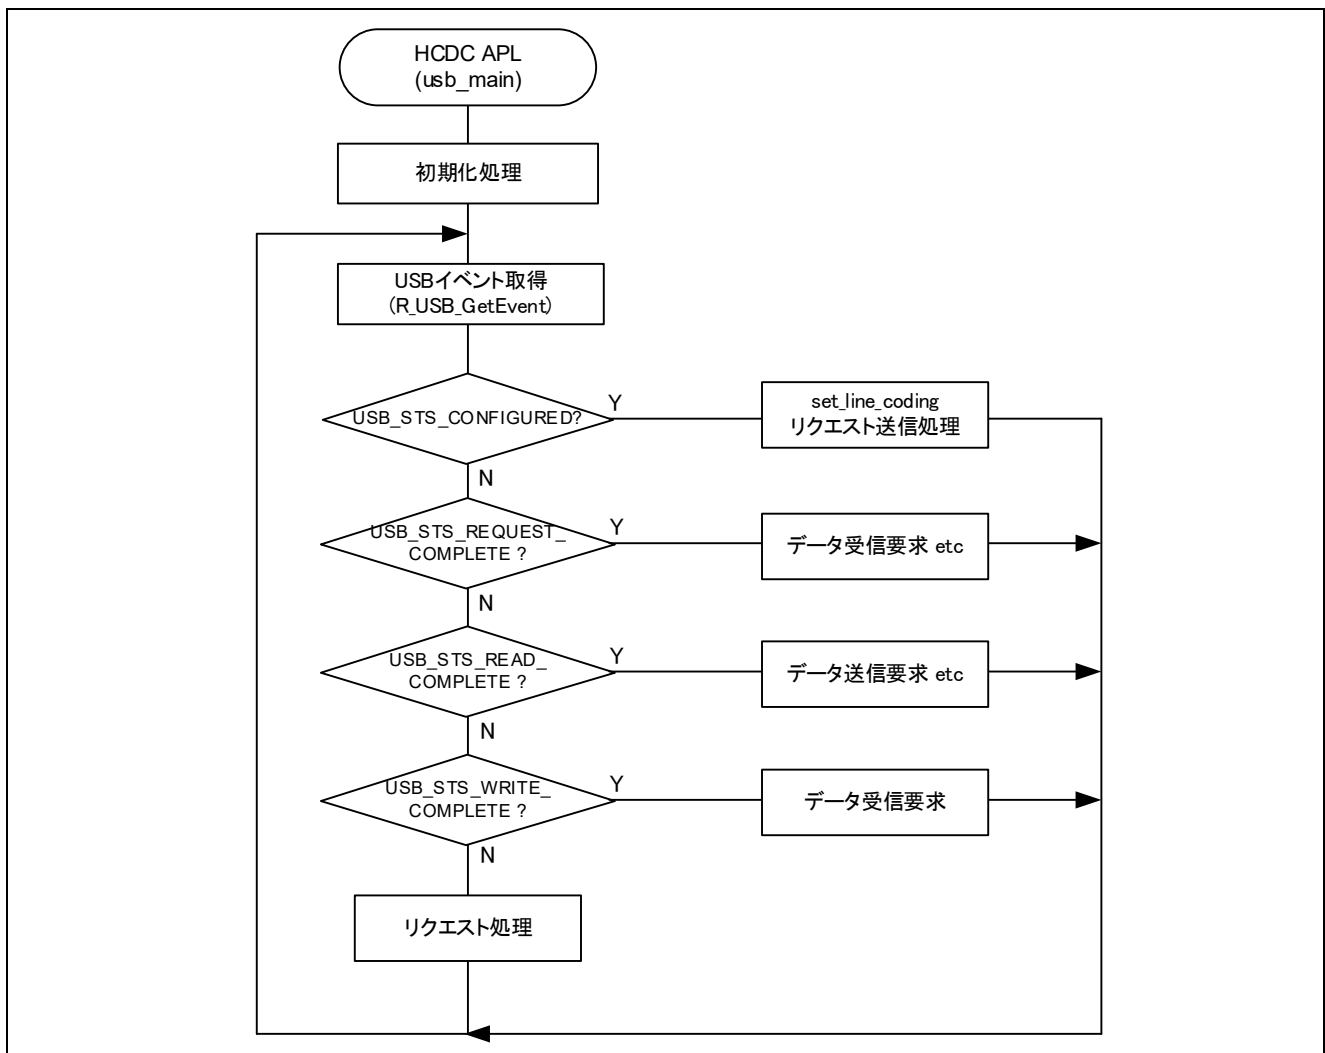 HCDC APL
(usb_main)
初期化処理
USBイベント取得
(R_USB_GetEvent)
USB_STS_CONFIGURED?
Y
set_line_coding
リクエスト送信処理
N
USB_STS_REQUEST_
COMPLETE ?
Y
データ受信要求 etc
N
USB_STS_READ_
COMPLETE ?
Y
データ送信要求 etc
N
USB_STS_WRITE_
COMPLETE ?
Y
データ受信要求
N
リクエスト処理